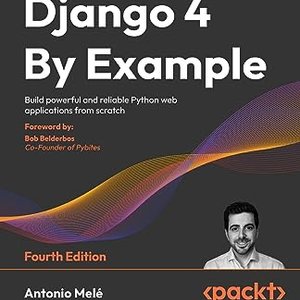 Django 4
By Example
Build powerful and reliable Python web
applications from scratch
Foreword by:
Bob Belderbos
Co-Founder of Pybites
Fourth Edition
Antonio Melé
<packt>